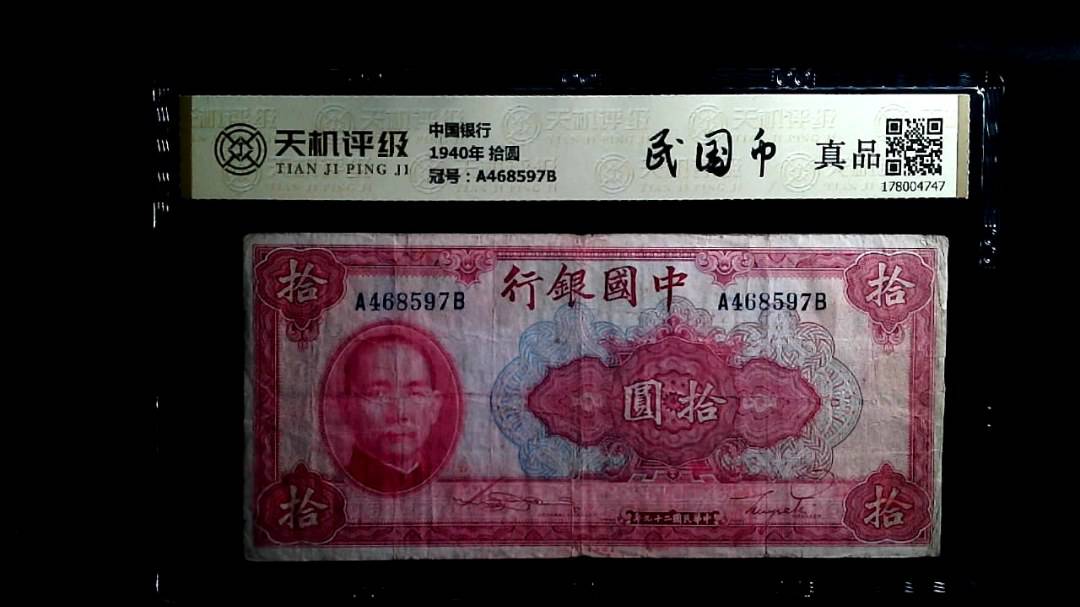 天机评级
TIAN JI PING JI
中国银行
1940年 拾圆
冠号：A468597B
民国币
真品
178004747
拾
行銀國中
拾
A468597B
A468597B
圓拾
拾
年九十二國民華中
拾